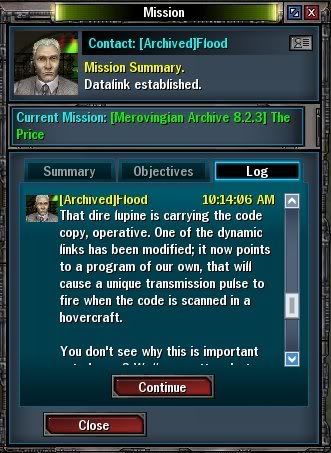 Mission
Contact: [Archived]Flood
Mission Summary.
Datalink established.
Current Mission: [Merovingian Archive 8.2.3] The
Price
Summary
Objectives
Log
[Archived]Flood 10:14:06 AM
That dire lupine is carrying the code
copy, operative. One of the dynamic
links has been modified; it now points
to a program of our own, that will
cause a unique transmission pulse to
fire when the code is scanned in a
hovercraft.
You don't see why this is important
Continue
Close